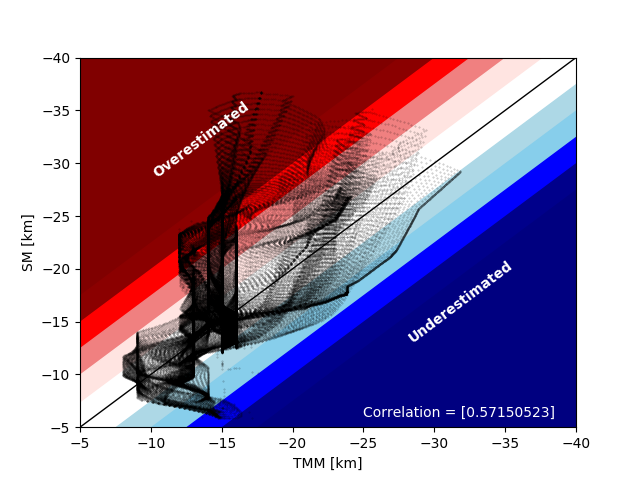 −40
−35
−30
−25
−20
−15
−10
−5
SM [km]
Overestimated
Underestimated
Correlation = [0.57150523]
−5 −10 −15 −20 −25 −30 −35 −40
TMM [km]